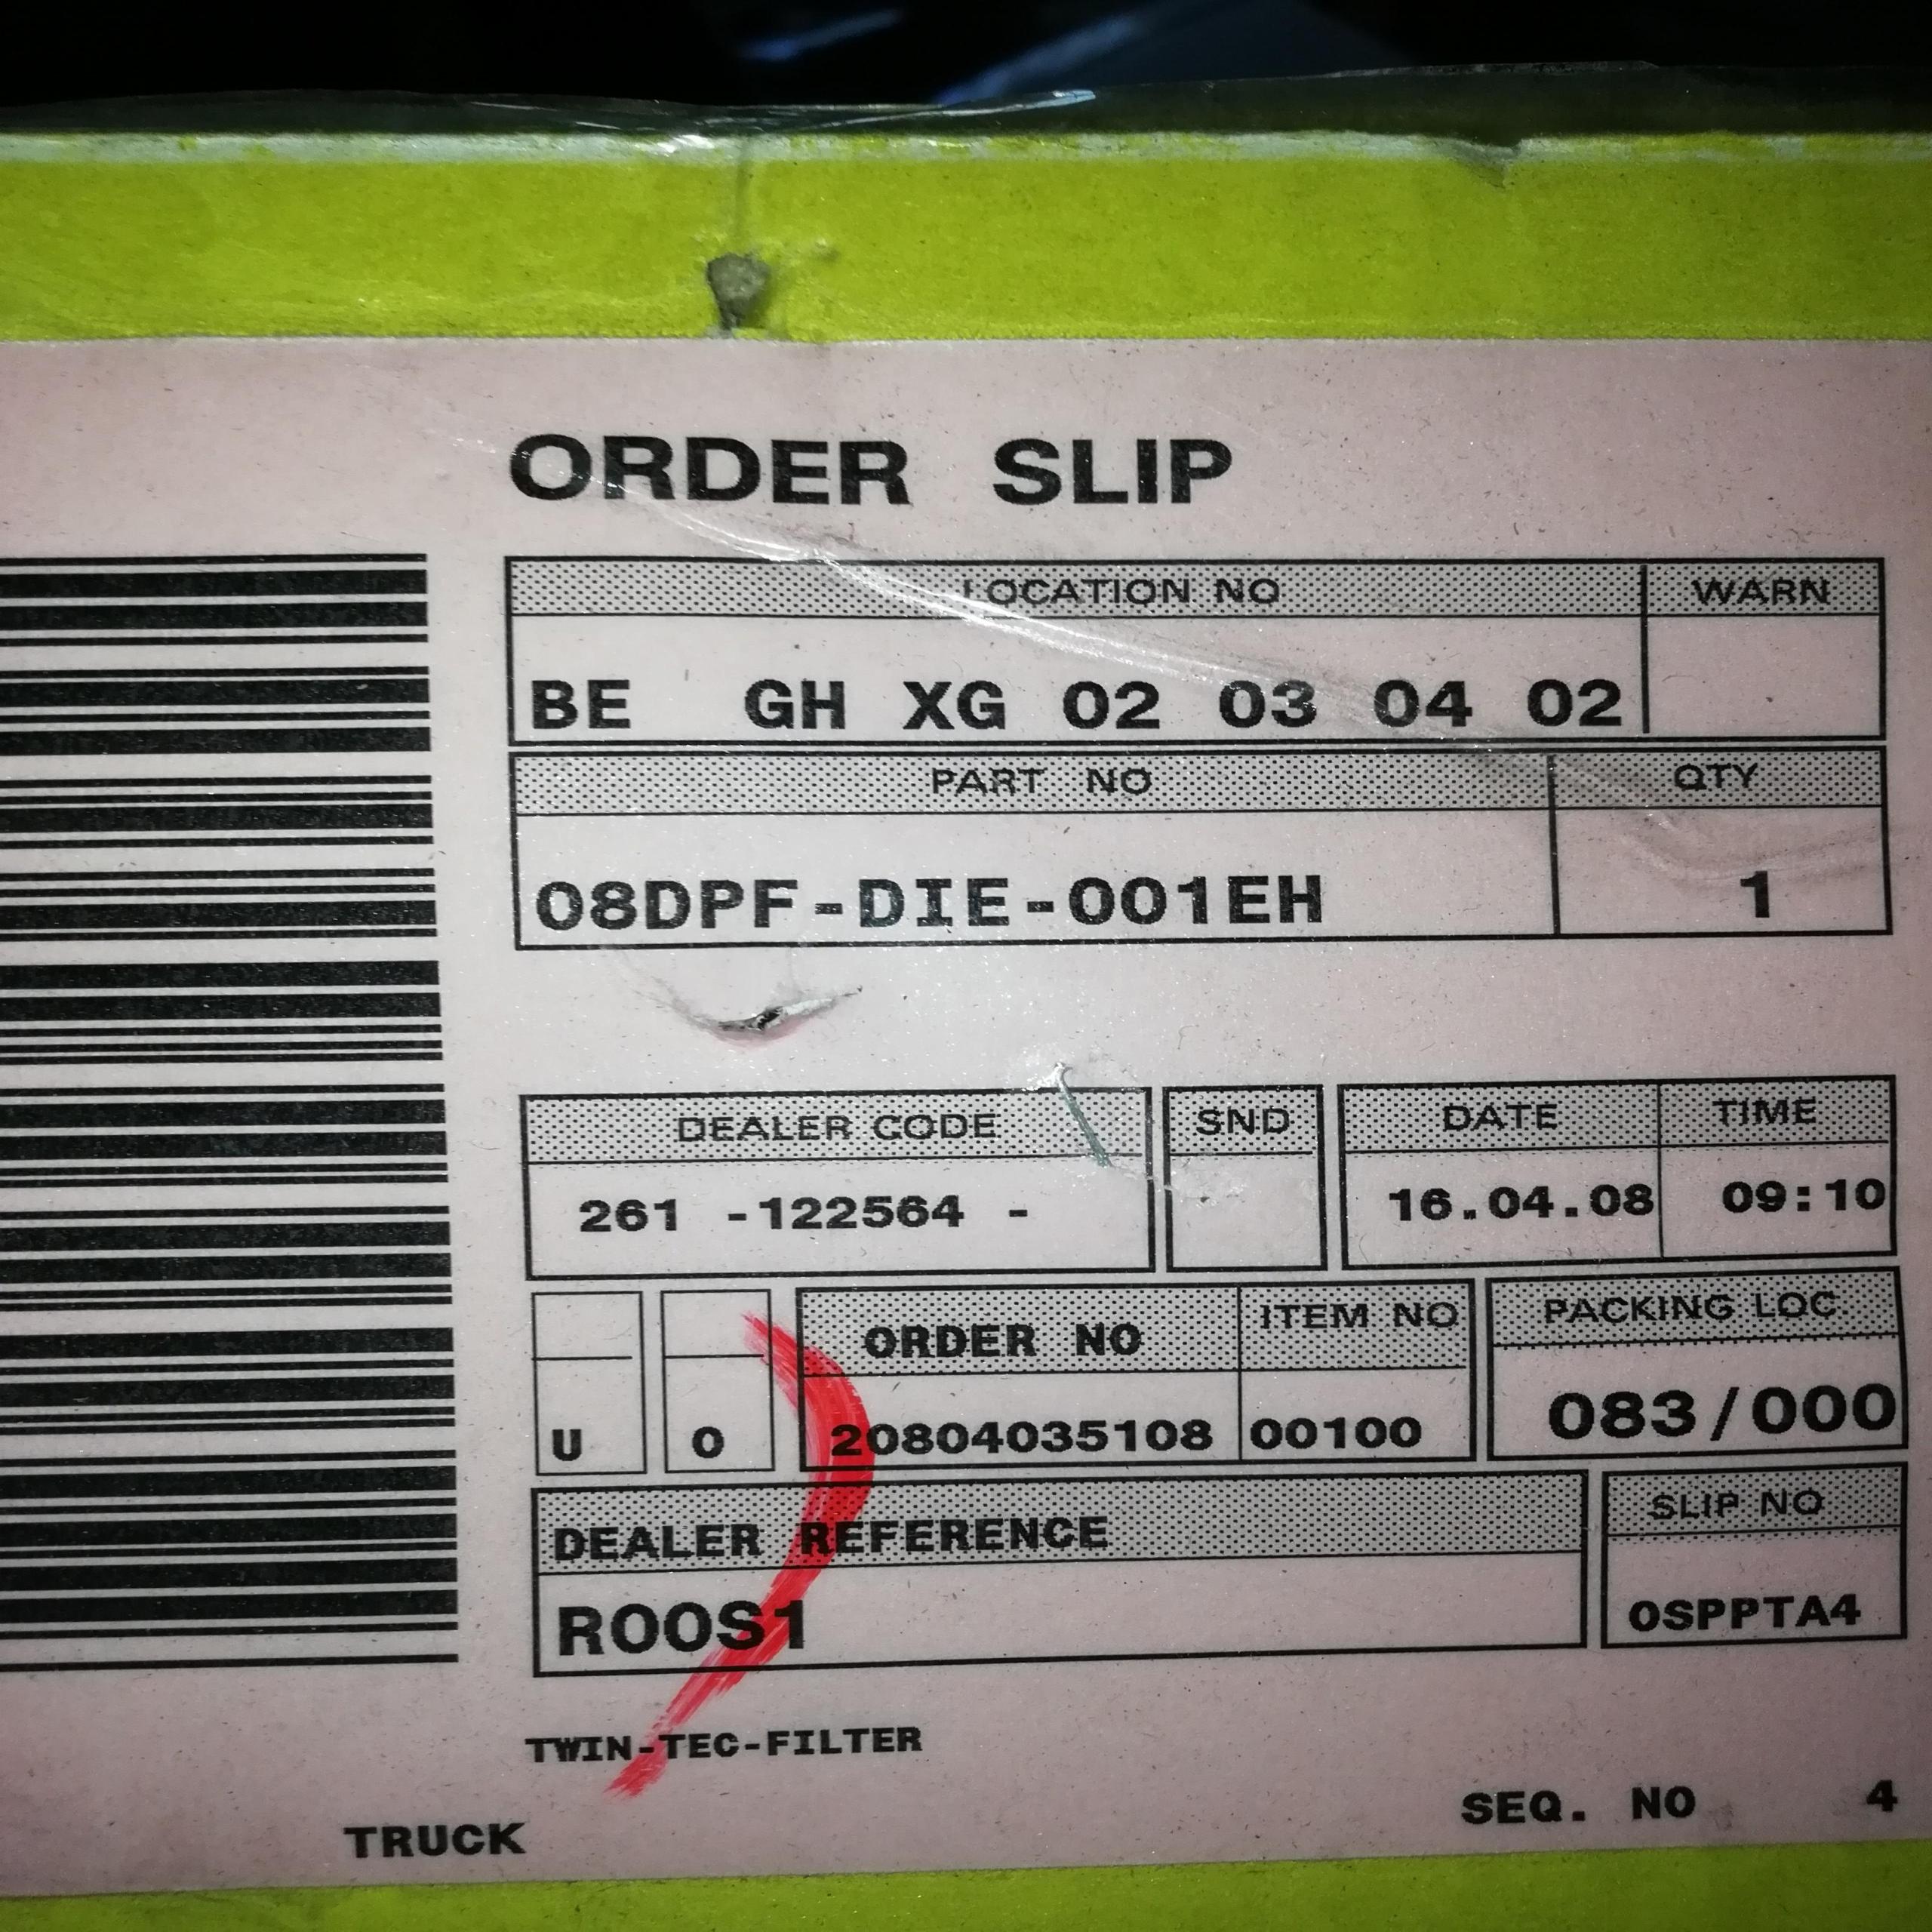 ORDER SLIP
LOCATION NO WARN
BE GH XG 02 03 04 02
PART NO QTY
08DPF-DIE-001EH 1
DEALER CODE SND DATE TIME
261 -122564 - 16.04.08 09:10
ORDER NO ITEM NO PACKING LOC
U O 20804035108 00100 083/000
DEALER REFERENCE SLIP NO
ROOS1 0SPPTA4
TWIN-TEC-FILTER
SEQ. NO 4
TRUCK